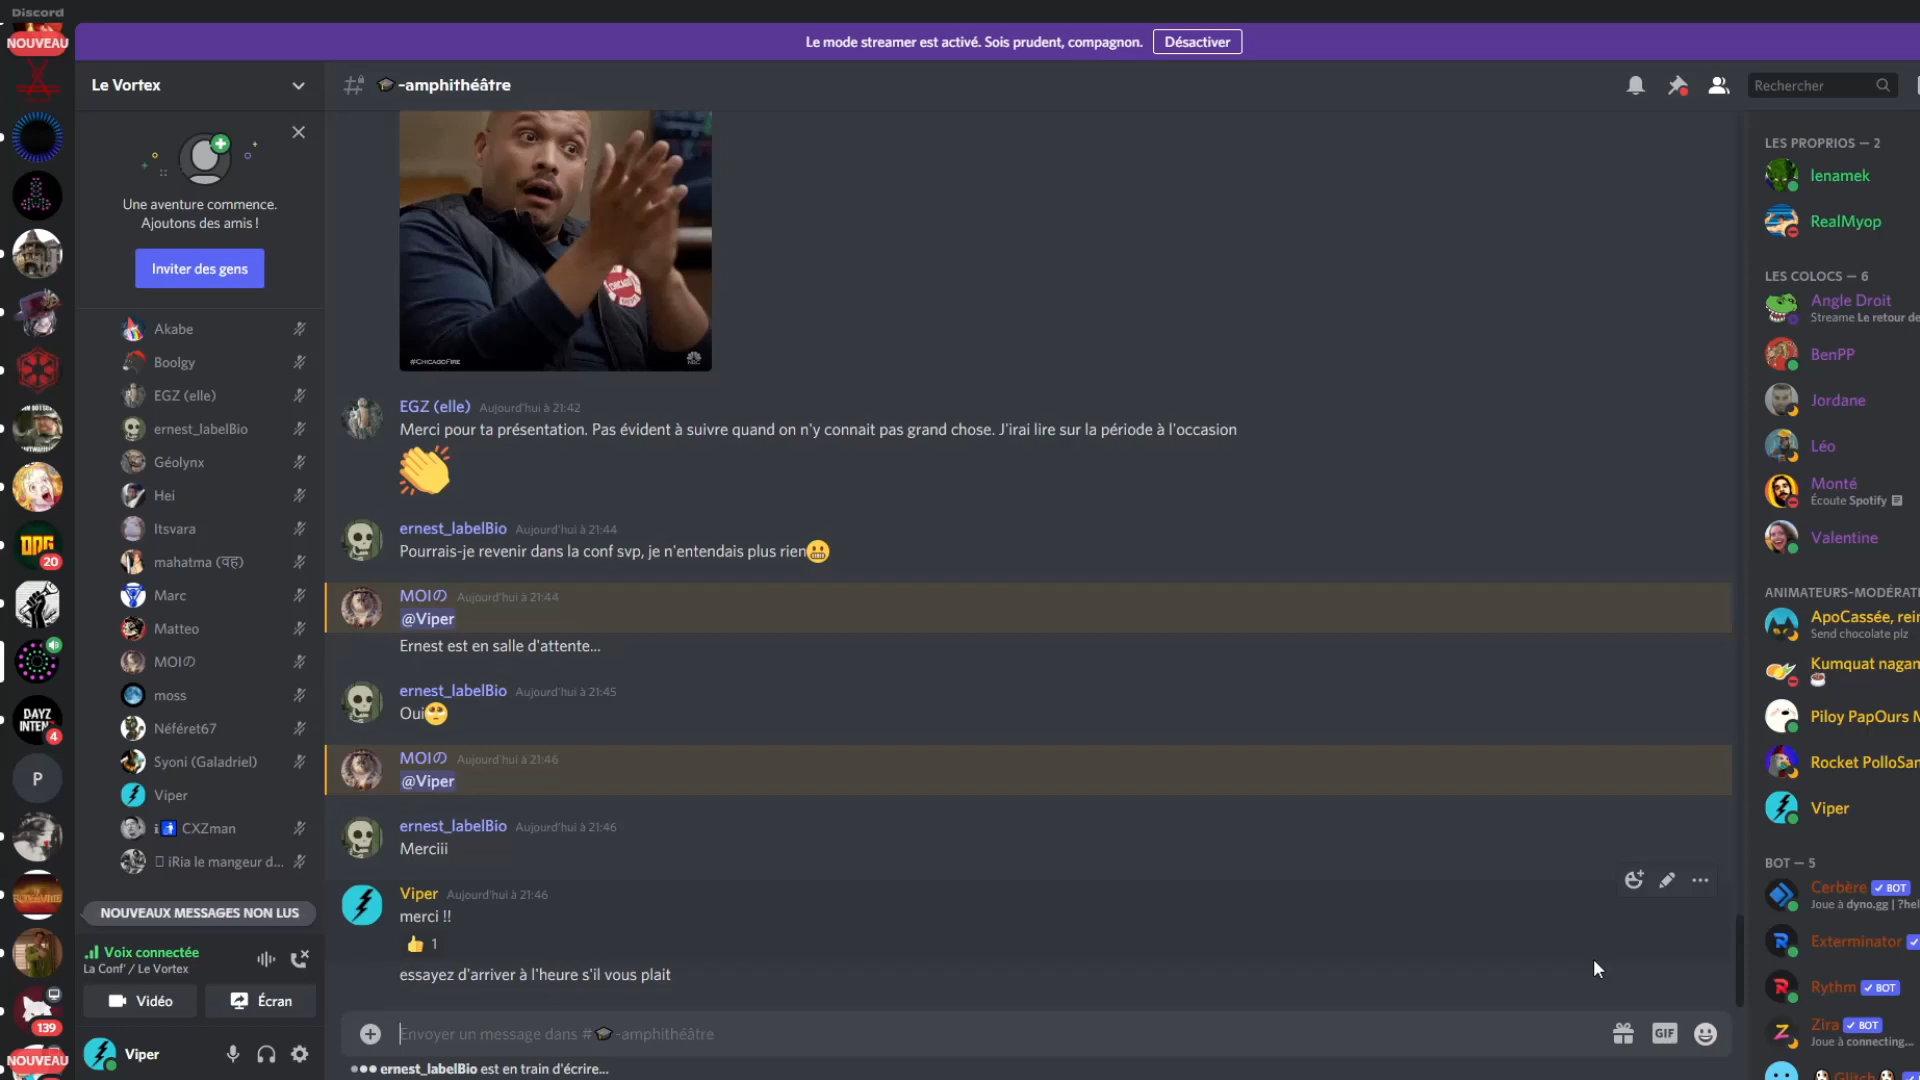 Discord
NOUVEAU
Le mode streamer est activé. Sois prudent, compagnon.
Désactiver
Le Vortex
🎓-amphithéâtre
Rechercher
Une aventure commence.
Ajoutons des amis !
Inviter des gens
Akabe
Boolgy
EGZ (elle)
ernest_labelBio
Géolynx
Hei
Itsvara
mahatma (वह)
Marc
Matteo
MOIの
moss
Néféret67
Syoni (Galadriel)
Viper
CXZman
iRia le mangeur d...
NOUVEAUX MESSAGES NON LUS
Voix connectée
La Conf' / Le Vortex
Vidéo
Écran
Viper
20
DAYZ
4
P
139
NOUVEAU
#CHICAGOFIRE
NBC
EGZ (elle) Aujourd'hui à 21:42
Merci pour ta présentation. Pas évident à suivre quand on n'y connait pas grand chose. J'irai lire sur la période à l'occasion
👏
ernest_labelBio Aujourd'hui à 21:44
Pourrais-je revenir dans la conf svp, je n'entendais plus rien😬
MOIの Aujourd'hui à 21:44
@Viper
Ernest est en salle d'attente...
ernest_labelBio Aujourd'hui à 21:45
Oui🥺
MOIの Aujourd'hui à 21:46
@Viper
ernest_labelBio Aujourd'hui à 21:46
Merciii
Viper Aujourd'hui à 21:46
merci !!
👍 1
essayez d'arriver à l'heure s'il vous plait
Envoyer un message dans #🎓-amphithéâtre
GIF
ernest_labelBio est en train d'écrire...
LES PROPRIOS — 2
lenamek
RealMyop
LES COLOCS — 6
Angle Droit
Streame Le retour de
BenPP
Jordane
Léo
Monté
Écoute Spotify
Valentine
ANIMATEURS-MODÉRATI
ApoCassée, rein
Send chocolate plz
Kumquat nagam
☕
Piloy PapOurs M
Rocket PolloSan
Viper
BOT — 5
Cerbère ✓ BOT
Joue à dyno.gg | ?hel
Exterminator
Rythm ✓ BOT
Zira ✓ BOT
Joue à connecting...
Glitch